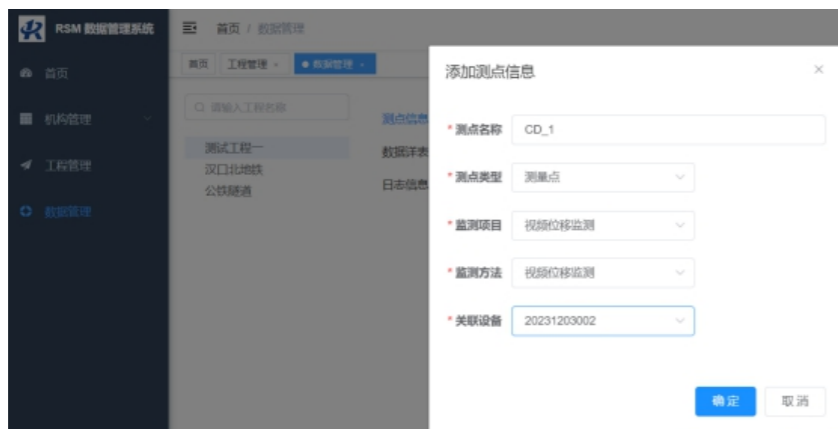 RSM 数据管理系统
首页 / 数据管理
首页
工程管理
数据管理
首页
机构管理
工程管理
数据管理
请输入工程名称
测试工程一
汉口北地铁
公铁隧道
测点信息
数据详表
日志信息
添加测点信息
* 测点名称 CD_1
* 测点类型 测量点
* 监测项目 视频位移监测
* 监测方法 视频位移监测
* 关联设备 20231203002
确定
取消